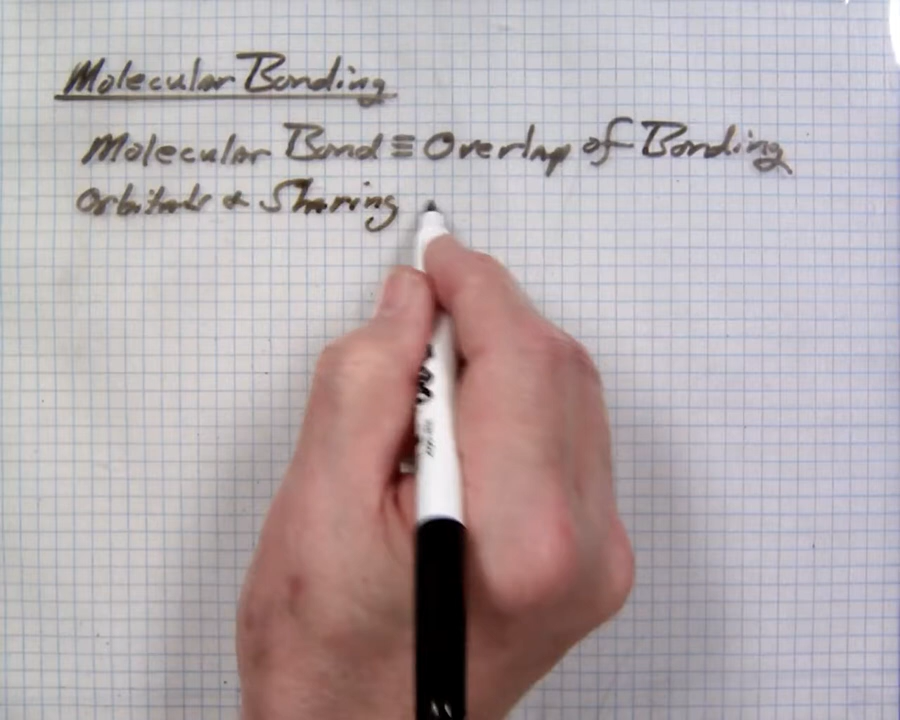 Molecular Bonding
Molecular Bond ≡ Overlap of Bonding
Orbitals & Sharing